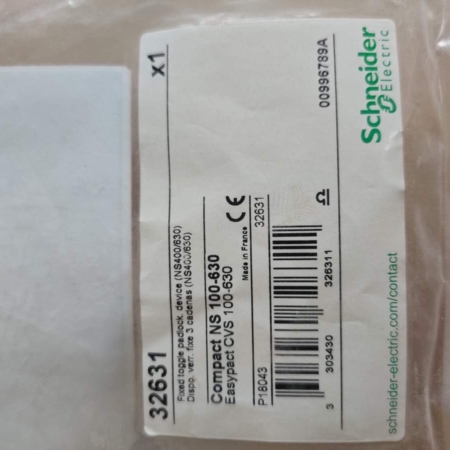 32631
x1
Fixed toggle padlock, device (NS400/630)
Dispo. verr. fixe 3 cadenas (NS400/630)
Compact NS 100-630
Easypact CVS 100-630
Made in France
CE
P18043
32631
3 303430 326311
00996789A
Schneider
Electric
schneider-electric.com/contact